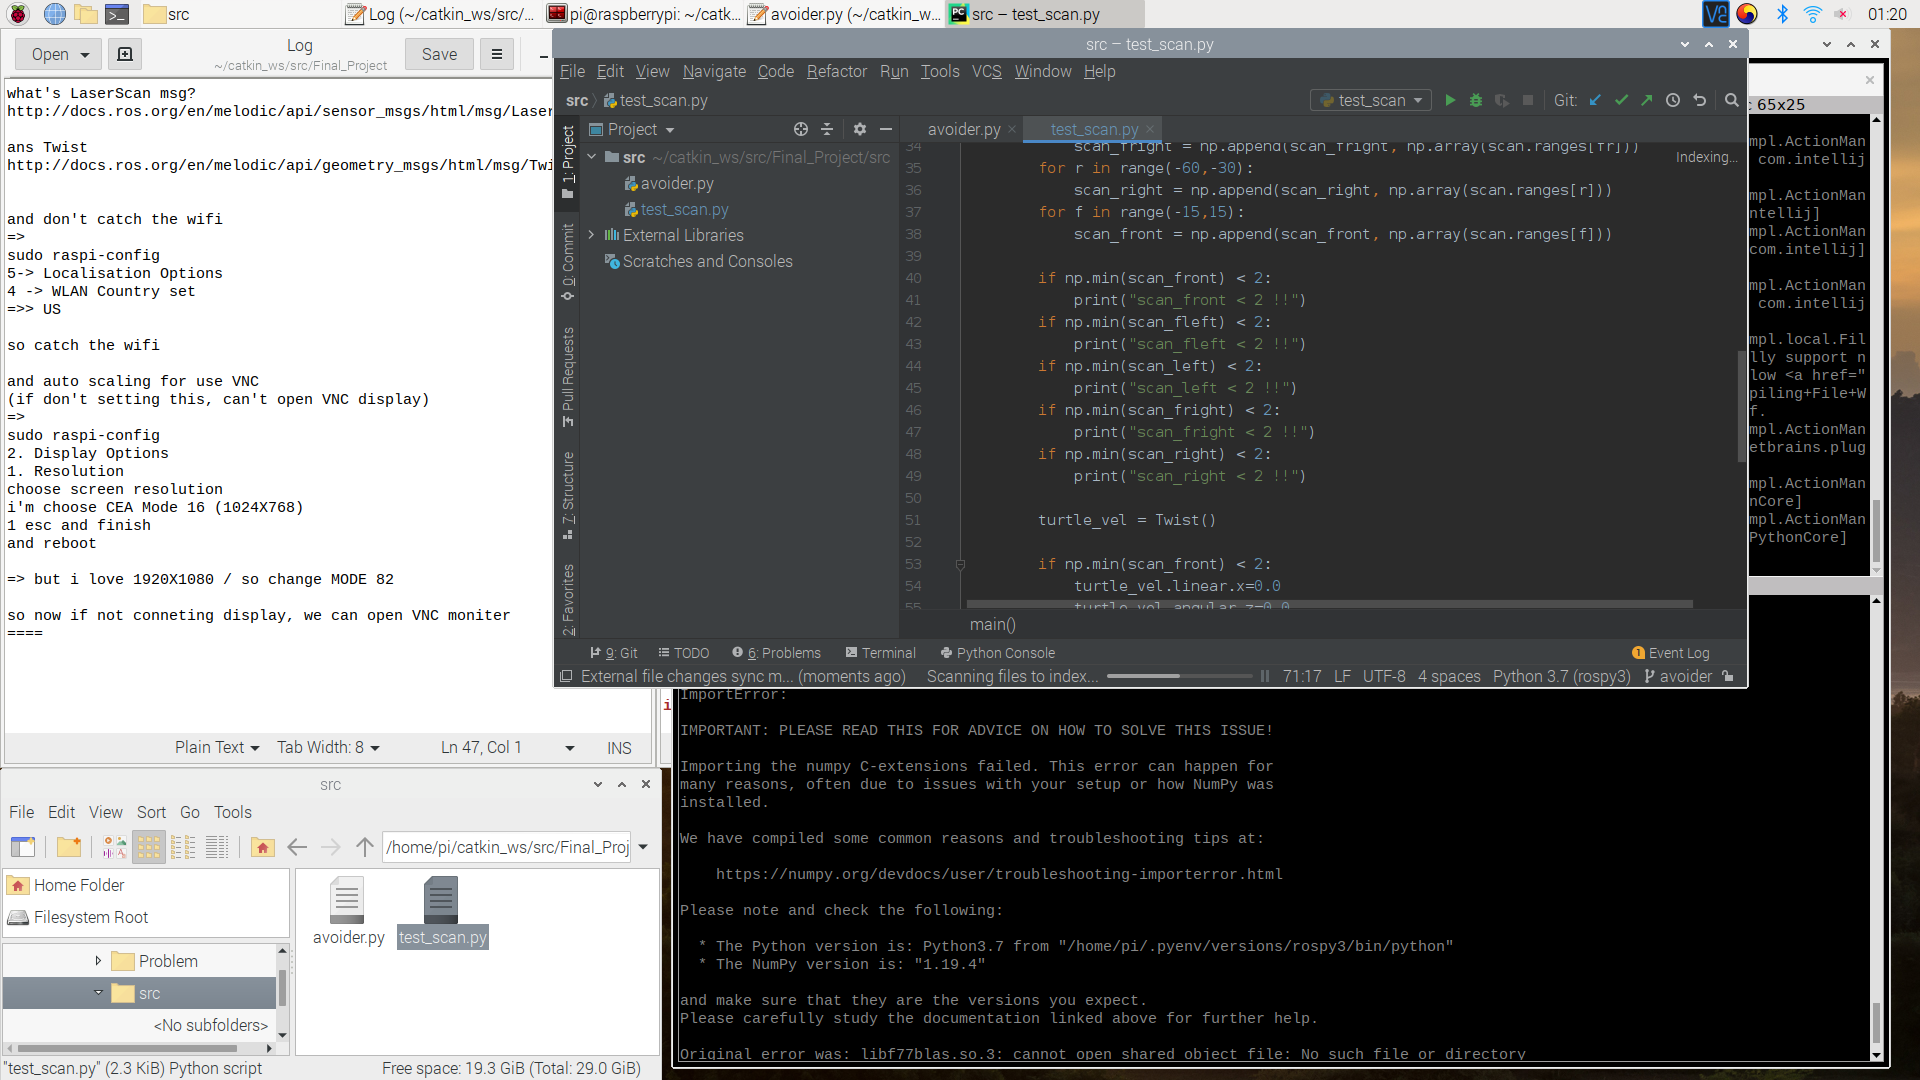 src
Log (~/catkin_ws/src/...
pi@raspberrypi: ~/catk...
avoider.py (~/catkin_w...
src – test_scan.py
01:20
Open
Log
~/catkin_ws/src/Final_Project
Save
what's LaserScan msg?
http://docs.ros.org/en/melodic/api/sensor_msgs/html/msg/Laser
ans Twist
http://docs.ros.org/en/melodic/api/geometry_msgs/html/msg/Twi
and don't catch the wifi
=>
sudo raspi-config
5-> Localisation Options
4 -> WLAN Country set
=>> US
so catch the wifi
and auto scaling for use VNC
(if don't setting this, can't open VNC display)
=>
sudo raspi-config
2. Display Options
1. Resolution
choose screen resolution
i'm choose CEA Mode 16 (1024X768)
1 esc and finish
and reboot
=> but i love 1920X1080 / so change MODE 82
so now if not conneting display, we can open VNC moniter
====
Plain Text
Tab Width: 8
Ln 47, Col 1
INS
src – test_scan.py
File Edit View Navigate Code Refactor Run Tools VCS Window Help
src
test_scan.py
test_scan
Git:
Project
avoider.py
test_scan.py
Indexing...
src ~/catkin_ws/src/Final_Project/src
avoider.py
test_scan.py
External Libraries
Scratches and Consoles
1: Project
0: Commit
Pull Requests
7: Structure
2: Favorites
34 scan_fright = np.append(scan_fright, np.array(scan.ranges[fr]))
35 for r in range(-60,-30):
36 scan_right = np.append(scan_right, np.array(scan.ranges[r]))
37 for f in range(-15,15):
38 scan_front = np.append(scan_front, np.array(scan.ranges[f]))
39
40 if np.min(scan_front) < 2:
41 print("scan_front < 2 !!")
42 if np.min(scan_fleft) < 2:
43 print("scan_fleft < 2 !!")
44 if np.min(scan_left) < 2:
45 print("scan_left < 2 !!")
46 if np.min(scan_fright) < 2:
47 print("scan_fright < 2 !!")
48 if np.min(scan_right) < 2:
49 print("scan_right < 2 !!")
50
51 turtle_vel = Twist()
52
53 if np.min(scan_front) < 2:
54 turtle_vel.linear.x=0.0
55 turtle_vel.angular.z=0.0
main()
9: Git
TODO
6: Problems
Terminal
Python Console
1 Event Log
External file changes sync m... (moments ago)
Scanning files to index...
71:17 LF UTF-8 4 spaces Python 3.7 (rospy3) avoider
65x25
mpl.ActionMan
com.intellij
mpl.ActionMan
ntellij]
mpl.ActionMan
com.intellij]
mpl.ActionMan
com.intellij
mpl.local.Fil
lly support n
low <a href="
piling+File+W
f.
mpl.ActionMan
etbrains.plug
mpl.ActionMan
nCore]
mpl.ActionMan
PythonCore]
ImportError:
IMPORTANT: PLEASE READ THIS FOR ADVICE ON HOW TO SOLVE THIS ISSUE!
Importing the numpy C-extensions failed. This error can happen for
many reasons, often due to issues with your setup or how NumPy was
installed.
We have compiled some common reasons and troubleshooting tips at:
https://numpy.org/devdocs/user/troubleshooting-importerror.html
Please note and check the following:
* The Python version is: Python3.7 from "/home/pi/.pyenv/versions/rospy3/bin/python"
* The NumPy version is: "1.19.4"
and make sure that they are the versions you expect.
Please carefully study the documentation linked above for further help.
Original error was: libf77blas.so.3: cannot open shared object file: No such file or directory
src
File Edit View Sort Go Tools
/home/pi/catkin_ws/src/Final_Proj
Home Folder
Filesystem Root
Problem
src
<No subfolders>
avoider.py
test_scan.py
"test_scan.py" (2.3 KiB) Python script
Free space: 19.3 GiB (Total: 29.0 GiB)